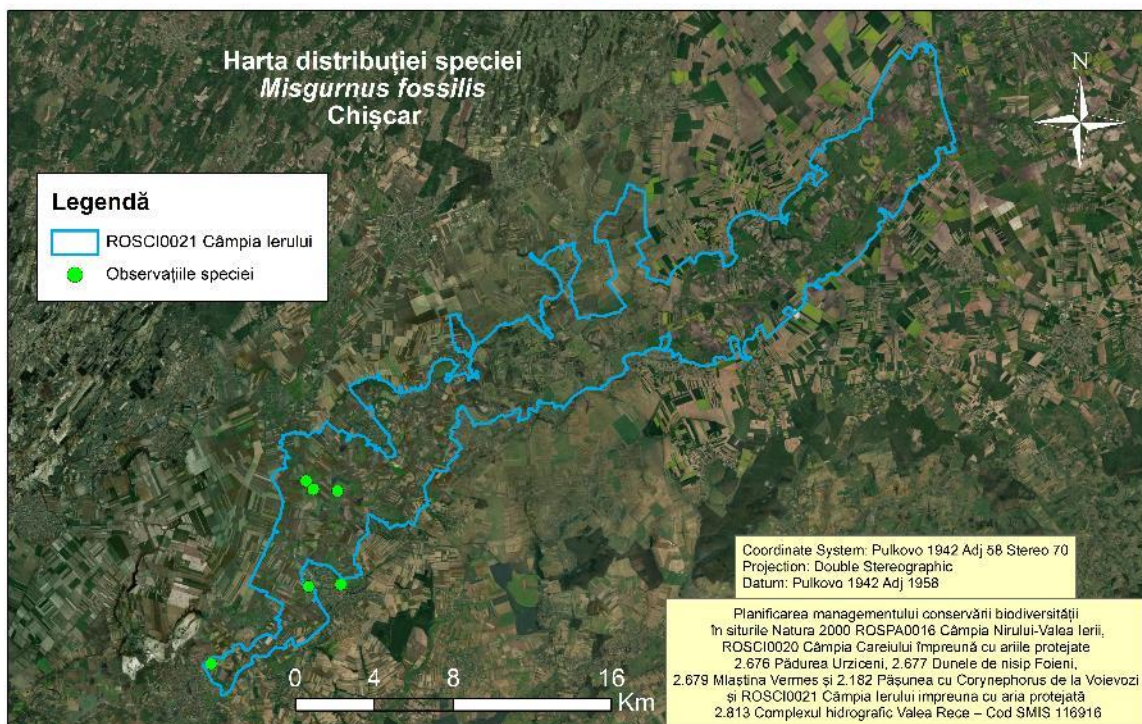 Harta distribuției speciei
Misgurnus fossilis
Chișcar
N
Legendă
ROSCI0021 Câmpia Ierului
Observațiile speciei
Coordinate System: Pulkovo 1942 Adj 58 Stereo 70
Projection: Double Stereographic
Datum: Pulkovo 1942 Adj 1958
Planificarea managementului conservării biodiversității
în siturile Natura 2000 ROSPA0016 Câmpia Nirului-Valea Ierii,
ROSCI0020 Câmpia Careiului împreună cu ariile protejate
2.676 Pădurea Urziceni, 2.677 Dunele de nisip Foieni,
2.679 Mlaștina Vermes și 2.182 Pășunea cu Corynephorus de la Voievozi
și ROSCI0021 Câmpia Ierului impreuna cu aria protejată
2.813 Complexul hidrografic Valea Rece – Cod SMIS 116916
0 4 8 16
Km